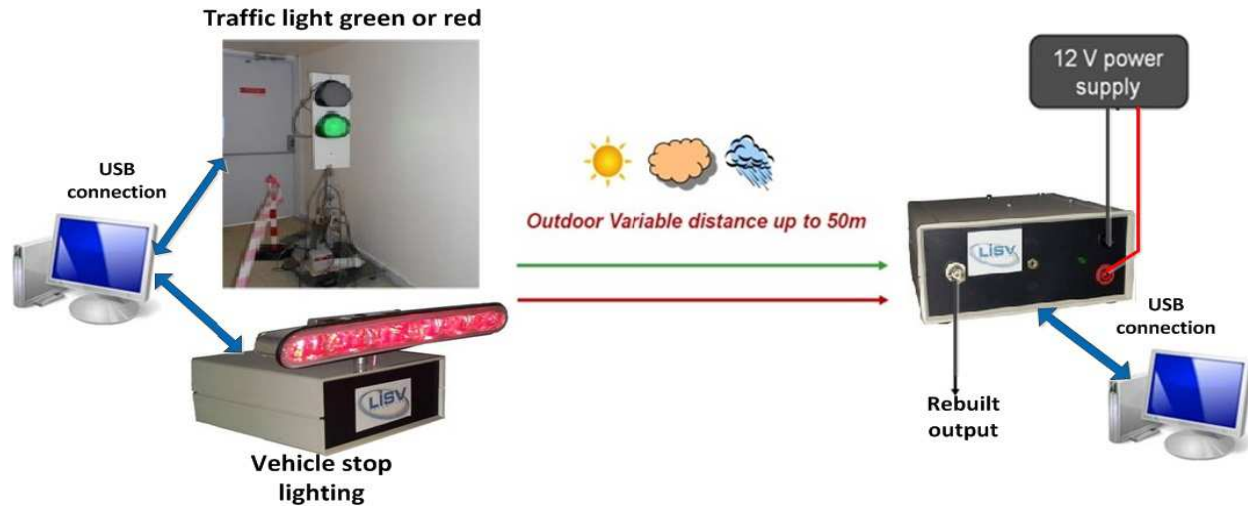 Traffic light green or red
12 V power
supply
USB
connection
Outdoor Variable distance up to 50m
LISV
USB
connection
LISV
Rebuilt
output
Vehicle stop
lighting